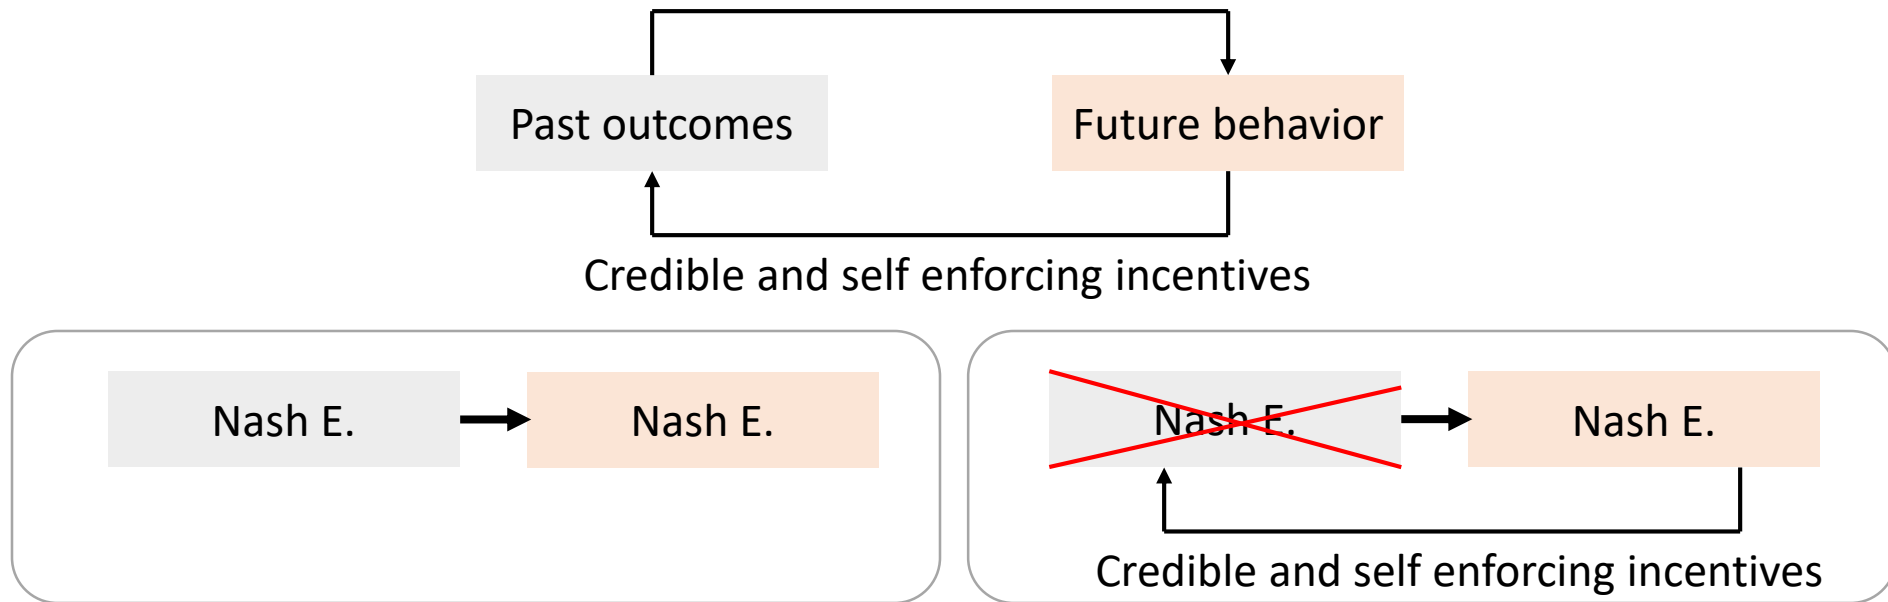 Past outcomes
Future behavior
Credible and self enforcing incentives
Nash E.
Nash E.
Nash E.
Nash E.
Credible and self enforcing incentives